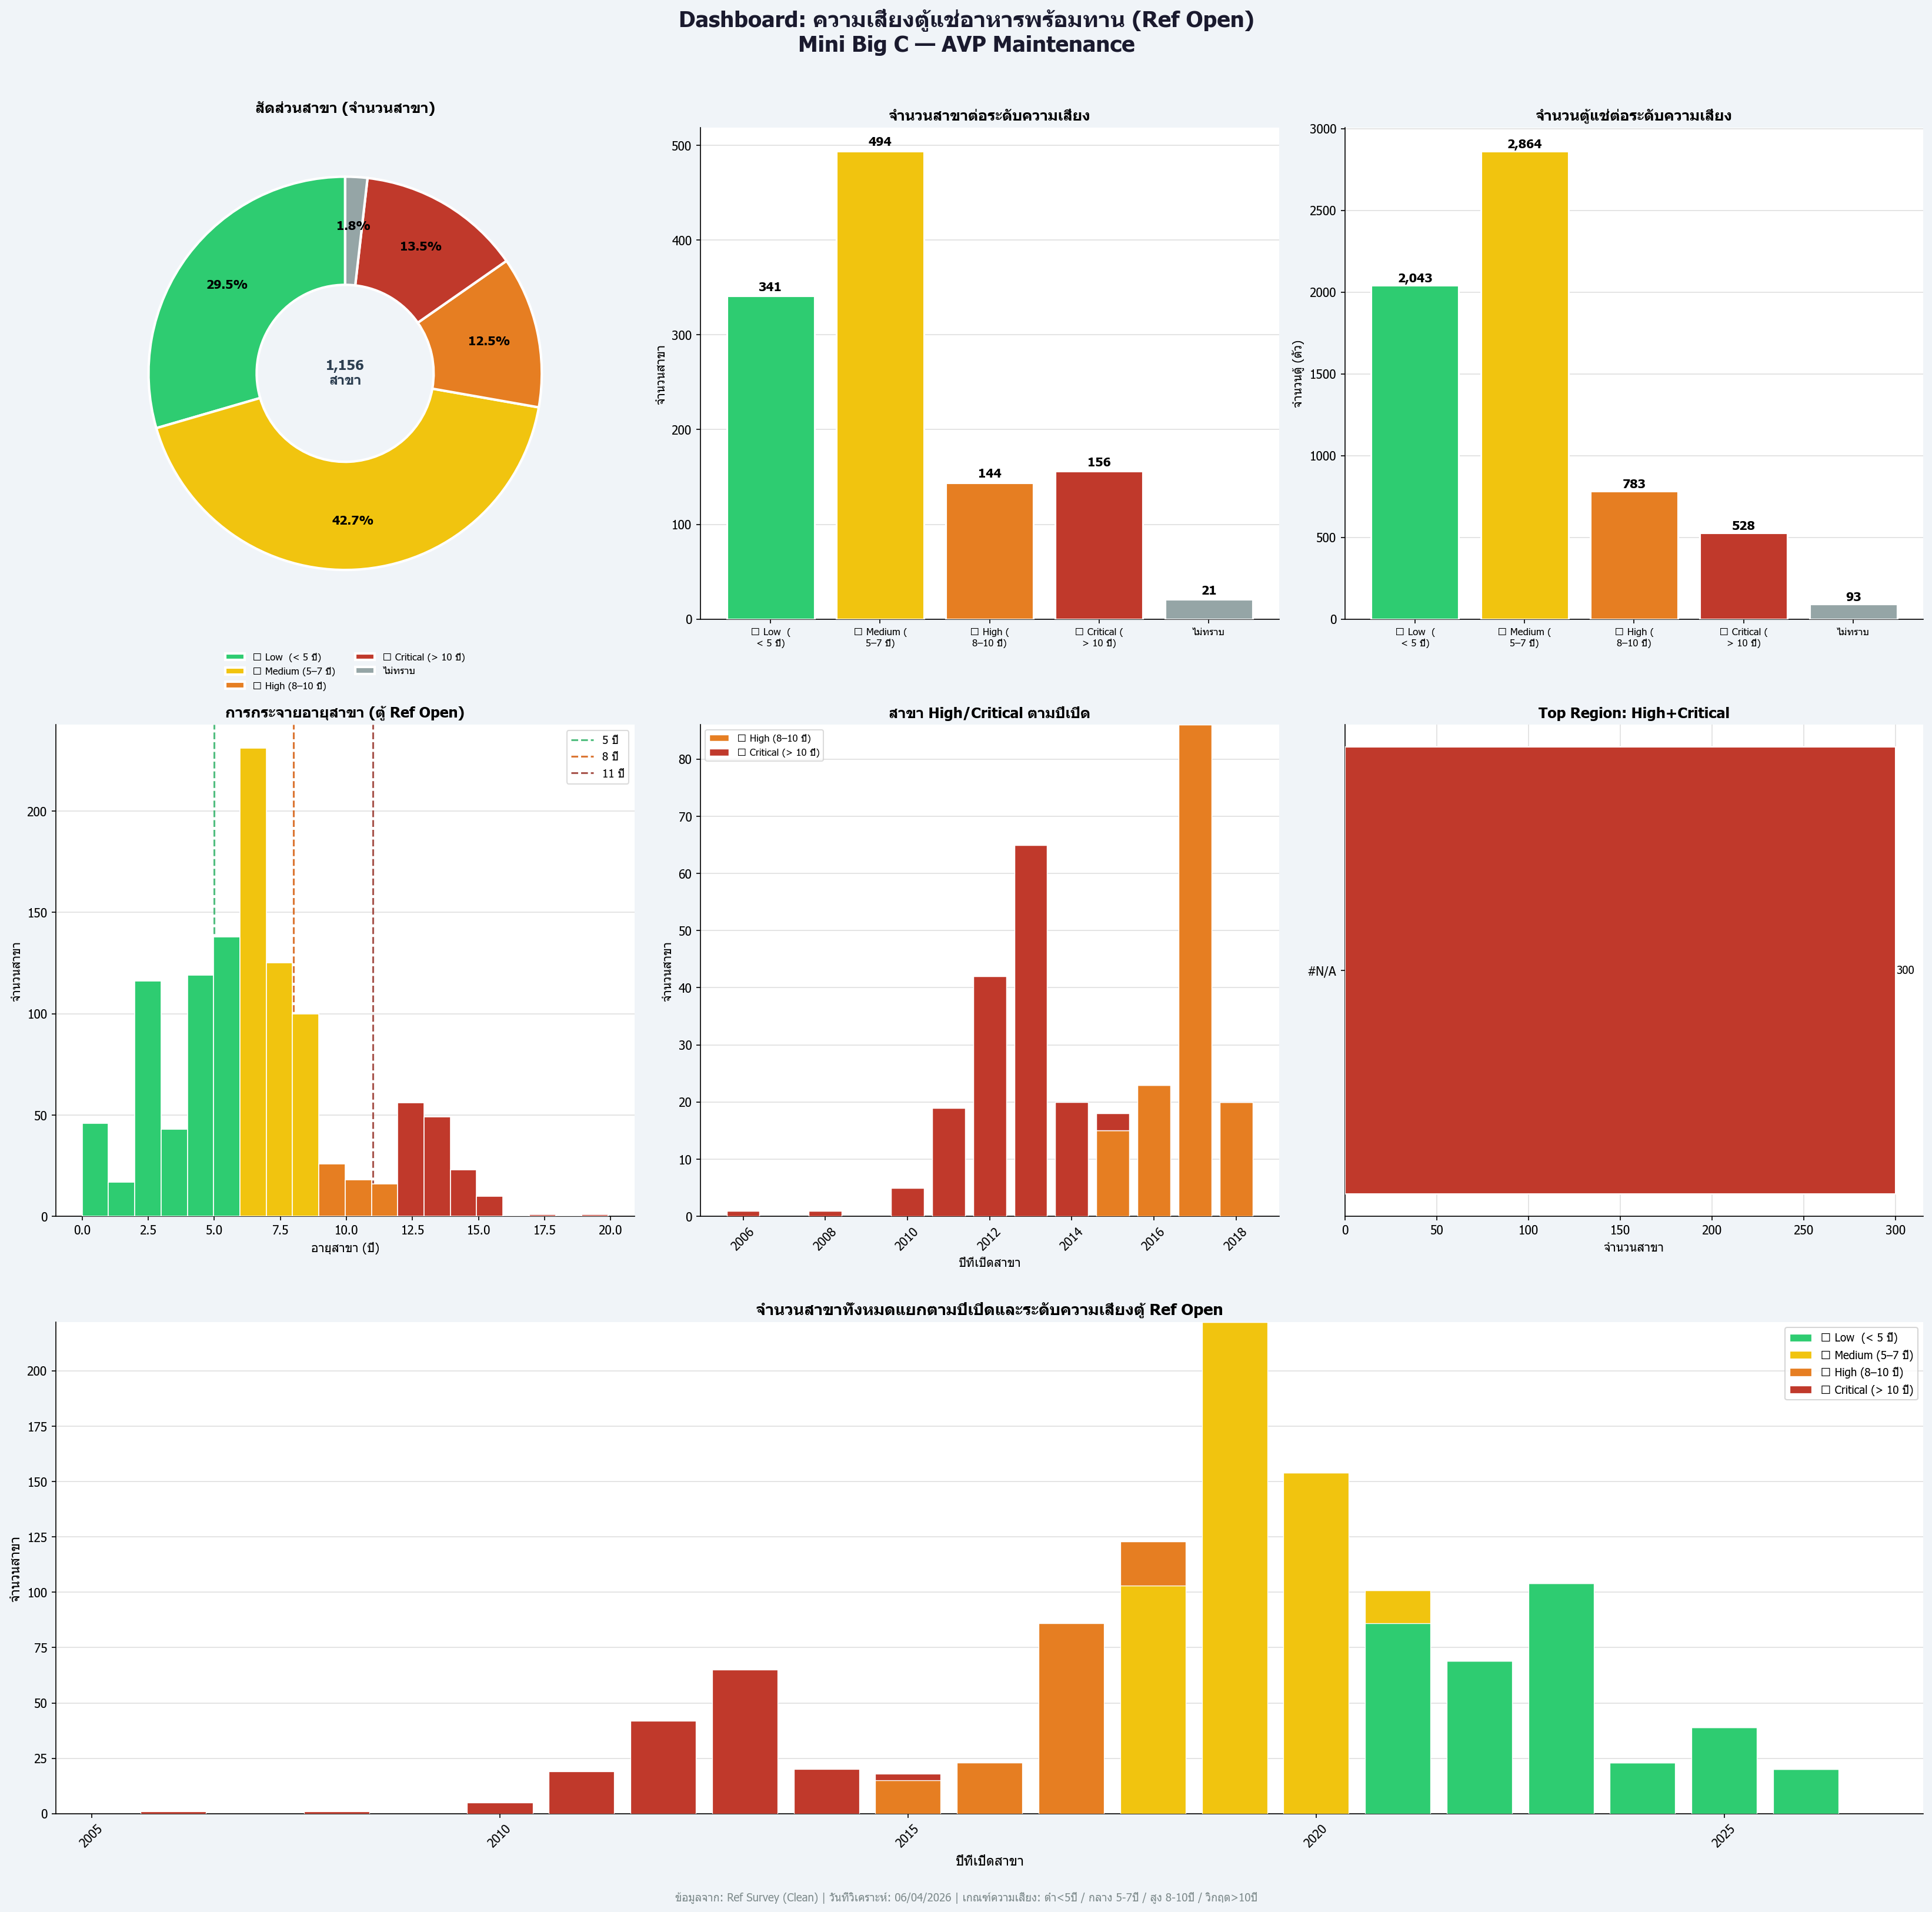 Dashboard: ความเสี่ยงตู้แช่อาหารพร้อมทาน (Ref Open)
Mini Big C — AVP Maintenance
สัดส่วนสาขา (จำนวนสาขา)
1.8%
13.5%
29.5%
12.5%
1,156
สาขา
42.7%
☐ Low (< 5 ปี)
☐ Medium (5–7 ปี)
☐ High (8–10 ปี)
☐ Critical (> 10 ปี)
ไม่ทราบ
จำนวนสาขาต่อระดับความเสี่ยง
จำนวนสาขา
500
400
300
200
100
0
341
494
144
156
21
☐ Low (
< 5 ปี)
☐ Medium (
5–7 ปี)
☐ High (
8–10 ปี)
☐ Critical (
> 10 ปี)
ไม่ทราบ
จำนวนตู้แช่ต่อระดับความเสี่ยง
จำนวนตู้ (ตัว)
3000
2500
2000
1500
1000
500
0
2,043
2,864
783
528
93
☐ Low (
< 5 ปี)
☐ Medium (
5–7 ปี)
☐ High (
8–10 ปี)
☐ Critical (
> 10 ปี)
ไม่ทราบ
การกระจายอายุสาขา (ตู้ Ref Open)
5 ปี
8 ปี
11 ปี
จำนวนสาขา
200
150
100
50
0
0.0 2.5 5.0 7.5 10.0 12.5 15.0 17.5 20.0
อายุสาขา (ปี)
สาขา High/Critical ตามปีเปิด
☐ High (8–10 ปี)
☐ Critical (> 10 ปี)
จำนวนสาขา
80
70
60
50
40
30
20
10
0
2006 2008 2010 2012 2014 2016 2018
ปีที่เปิดสาขา
Top Region: High+Critical
#N/A
300
0 50 100 150 200 250 300
จำนวนสาขา
จำนวนสาขาทั้งหมดแยกตามปีเปิดและระดับความเสี่ยงตู้ Ref Open
☐ Low (< 5 ปี)
☐ Medium (5–7 ปี)
☐ High (8–10 ปี)
☐ Critical (> 10 ปี)
จำนวนสาขา
200
175
150
125
100
75
50
25
0
2005 2010 2015 2020 2025
ปีที่เปิดสาขา
ข้อมูลจาก: Ref Survey (Clean) | วันที่วิเคราะห์: 06/04/2026 | เกณฑ์ความเสี่ยง: ต่ำ<5ปี / กลาง 5-7ปี / สูง 8-10ปี / วิกฤต>10ปี